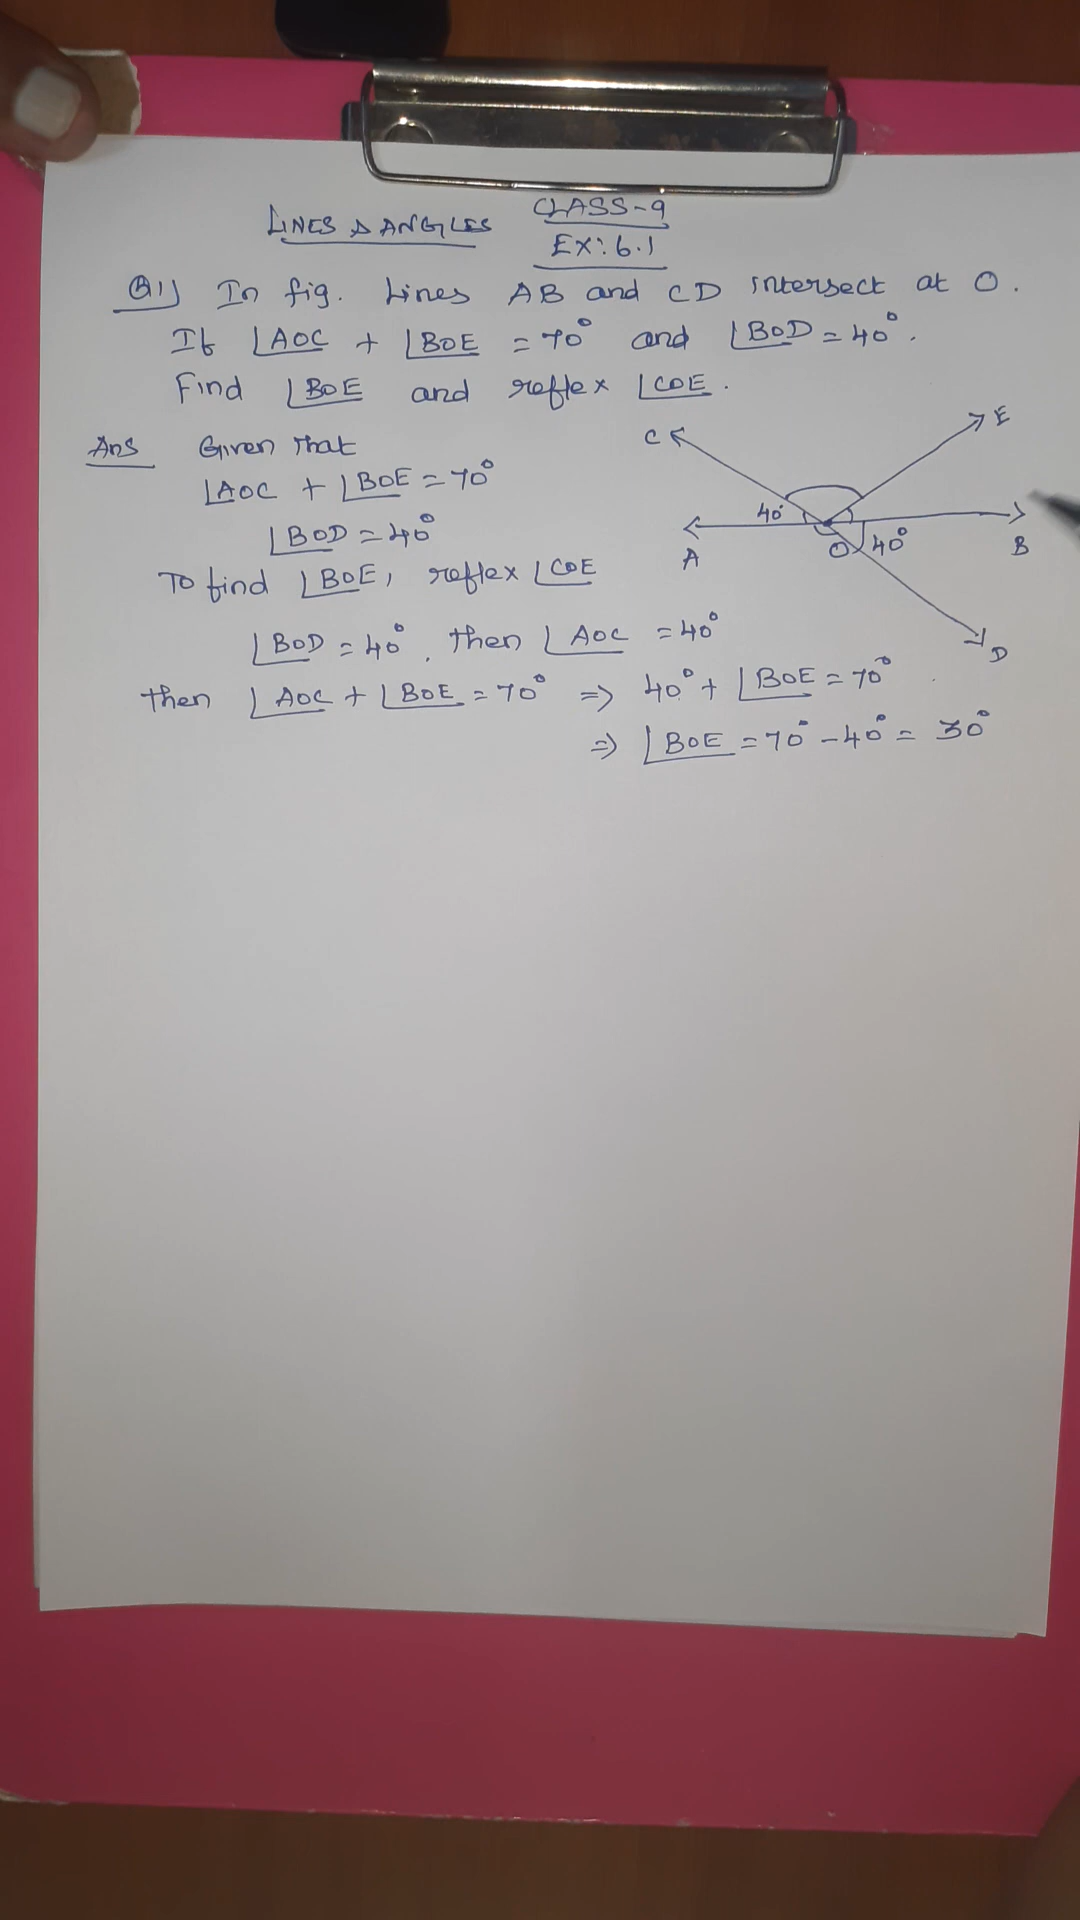 LINES & ANGLES CLASS-9
EX: 6.1
Q1) In fig. Lines AB and CD intersect at O.
If ∠AOC + ∠BOE = 70° and ∠BOD = 40°.
Find ∠BOE and reflex ∠COE.
Ans Given that
∠AOC + ∠BOE = 70°
∠BOD = 40°
To find ∠BOE, reflex ∠COE
C E
40°
A O 40° B
D
∠BOD = 40°, then ∠AOC = 40°
then ∠AOC + ∠BOE = 70° ⇒ 40° + ∠BOE = 70°
⇒ ∠BOE = 70° - 40° = 30°